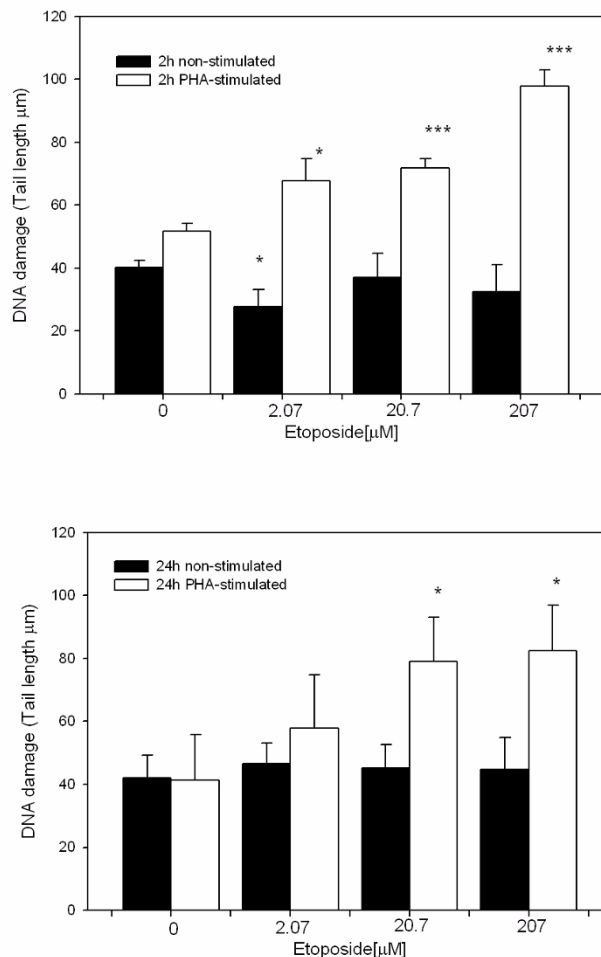 120
100
80
60
40
20
0
DNA damage (Tail length μm)
2h non-stimulated
2h PHA-stimulated
*
*
***
***
0 2.07 20.7 207
Etoposide[μM]
120
100
80
60
40
20
0
DNA damage (Tail length μm)
24h non-stimulated
24h PHA-stimulated
*
*
0 2.07 20.7 207
Etoposide[μM]